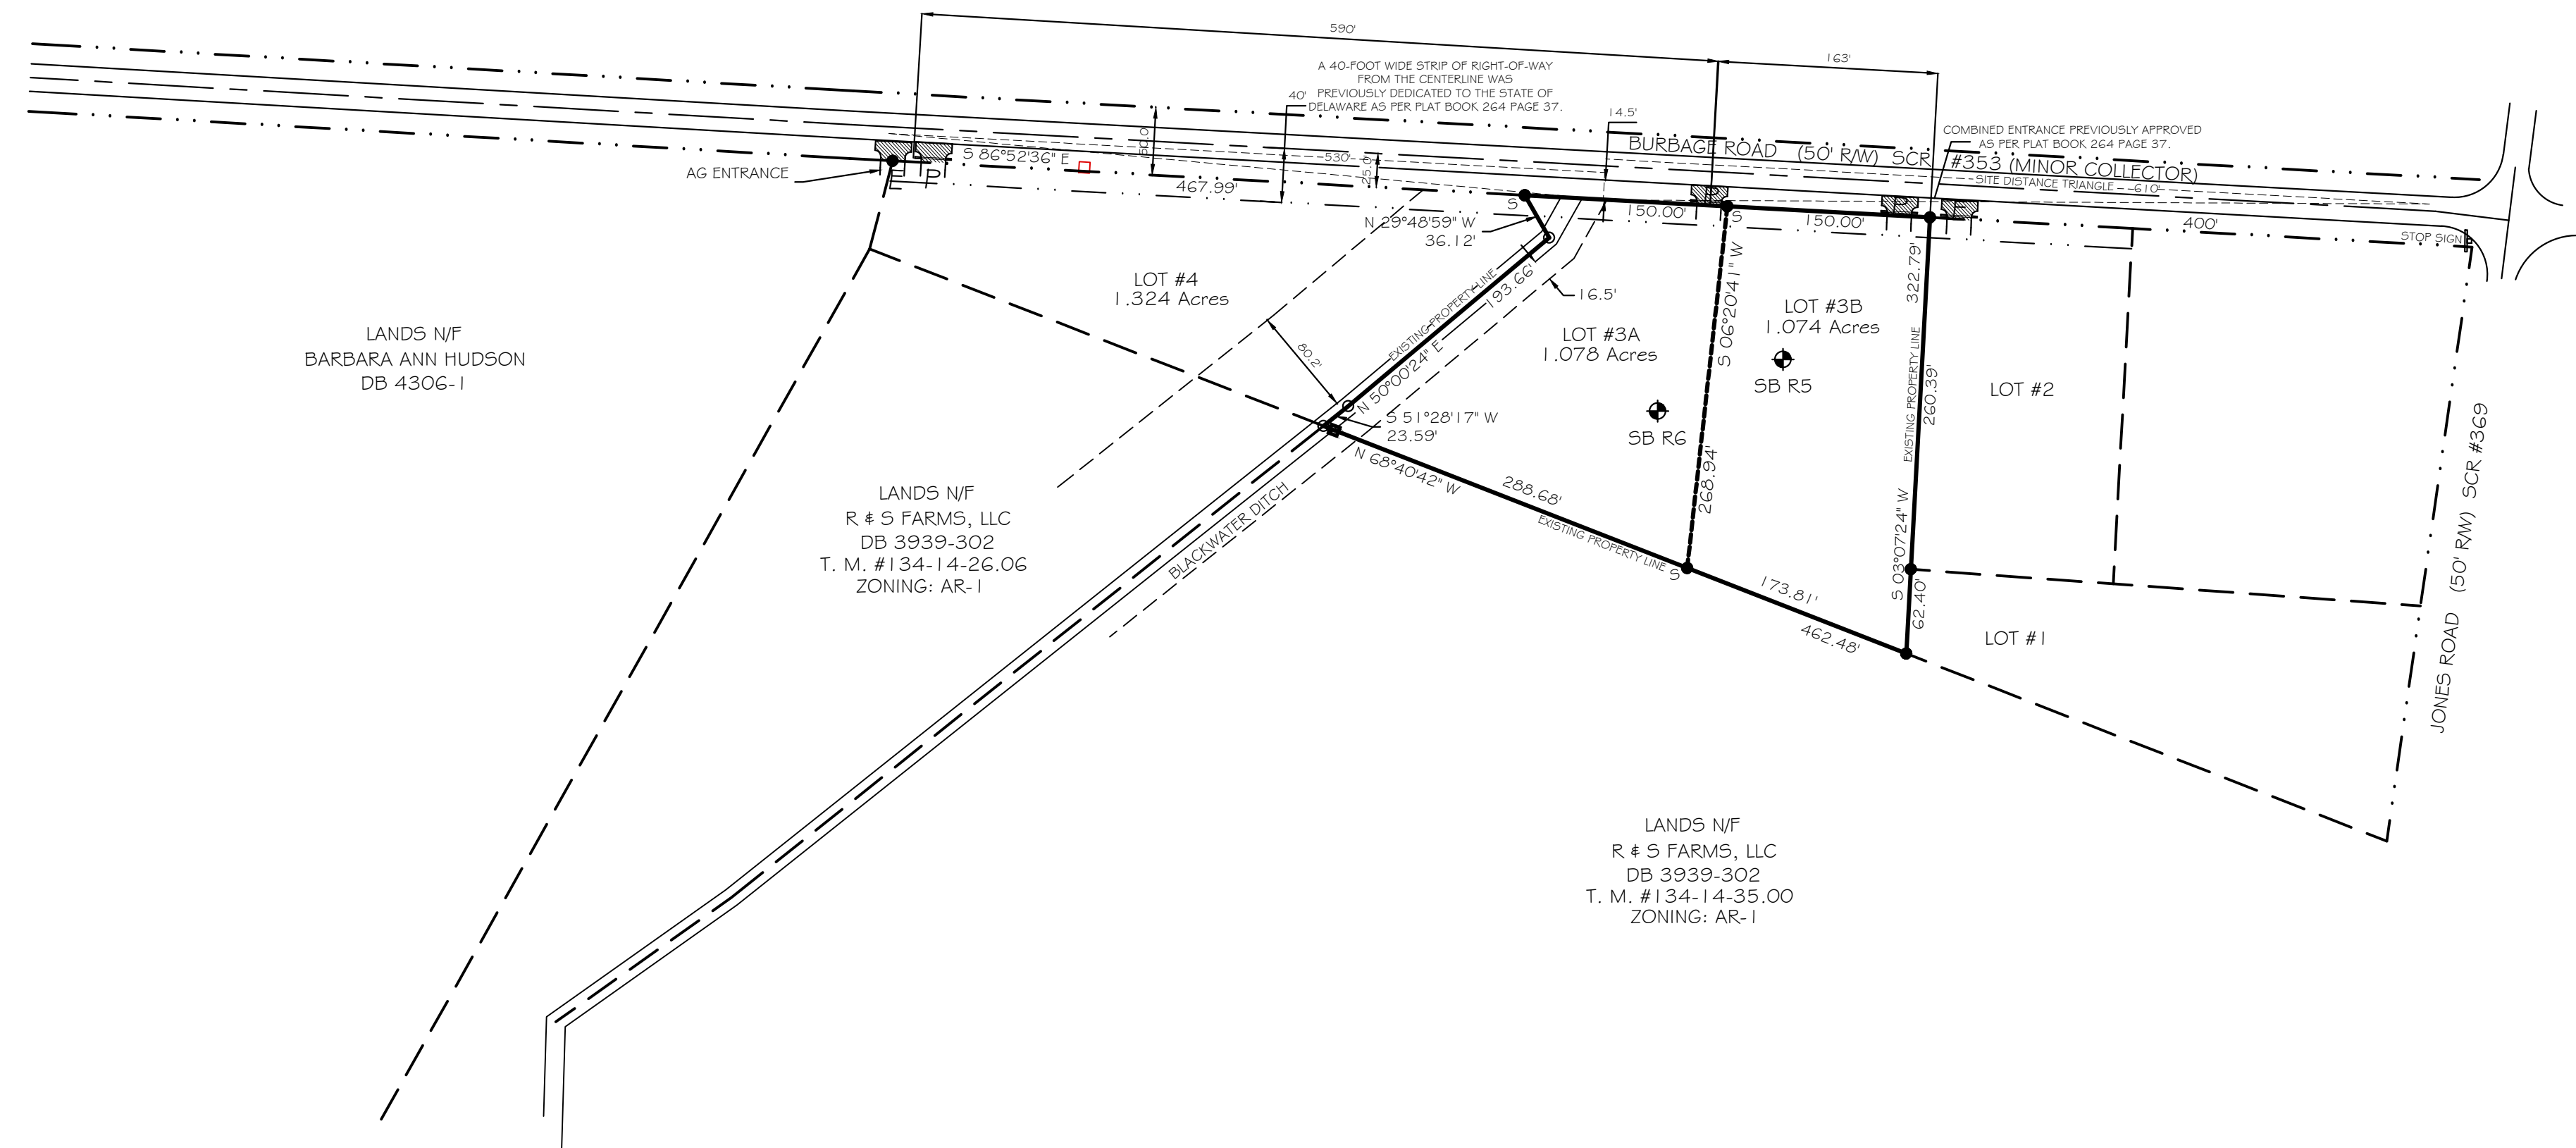 590'
163'
A 40-FOOT WIDE STRIP OF RIGHT-OF-WAY
FROM THE CENTERLINE WAS
PREVIOUSLY DEDICATED TO THE STATE OF
DELAWARE AS PER PLAT BOOK 264 PAGE 37.
40'
14.5'
50.0'
25.0'
530'
BURBAGE ROAD (50' R/W) SCR #353 (MINOR COLLECTOR)
COMBINED ENTRANCE PREVIOUSLY APPROVED
AS PER PLAT BOOK 264 PAGE 37.
SITE DISTANCE TRIANGLE
610'
AG ENTRANCE
E
P
S 86°52'36" E
467.99'
S
N 29°48'59" W
36.12'
150.00'
P
S
150.00'
P
E
400'
STOP SIGN
LOT #4
1.324 Acres
80.2'
EXISTING PROPERTY LINE
193.66'
N 50°00'24" E
16.5'
LOT #3A
1.078 Acres
S 06°20'41" W
268.94'
LOT #3B
1.074 Acres
SB R5
SB R6
322.79'
EXISTING PROPERTY LINE
260.39'
S 03°07'24" W
62.40'
LOT #2
LOT #1
JONES ROAD (50' R/W) SCR #369
LANDS N/F
BARBARA ANN HUDSON
DB 4306-1
S 51°28'17" W
23.59'
N 68°40'42" W
288.68'
EXISTING PROPERTY LINE
S
173.81'
462.48'
BLACKWATER DITCH
LANDS N/F
R & S FARMS, LLC
DB 3939-302
T. M. #134-14-26.06
ZONING: AR-1
LANDS N/F
R & S FARMS, LLC
DB 3939-302
T. M. #134-14-35.00
ZONING: AR-1